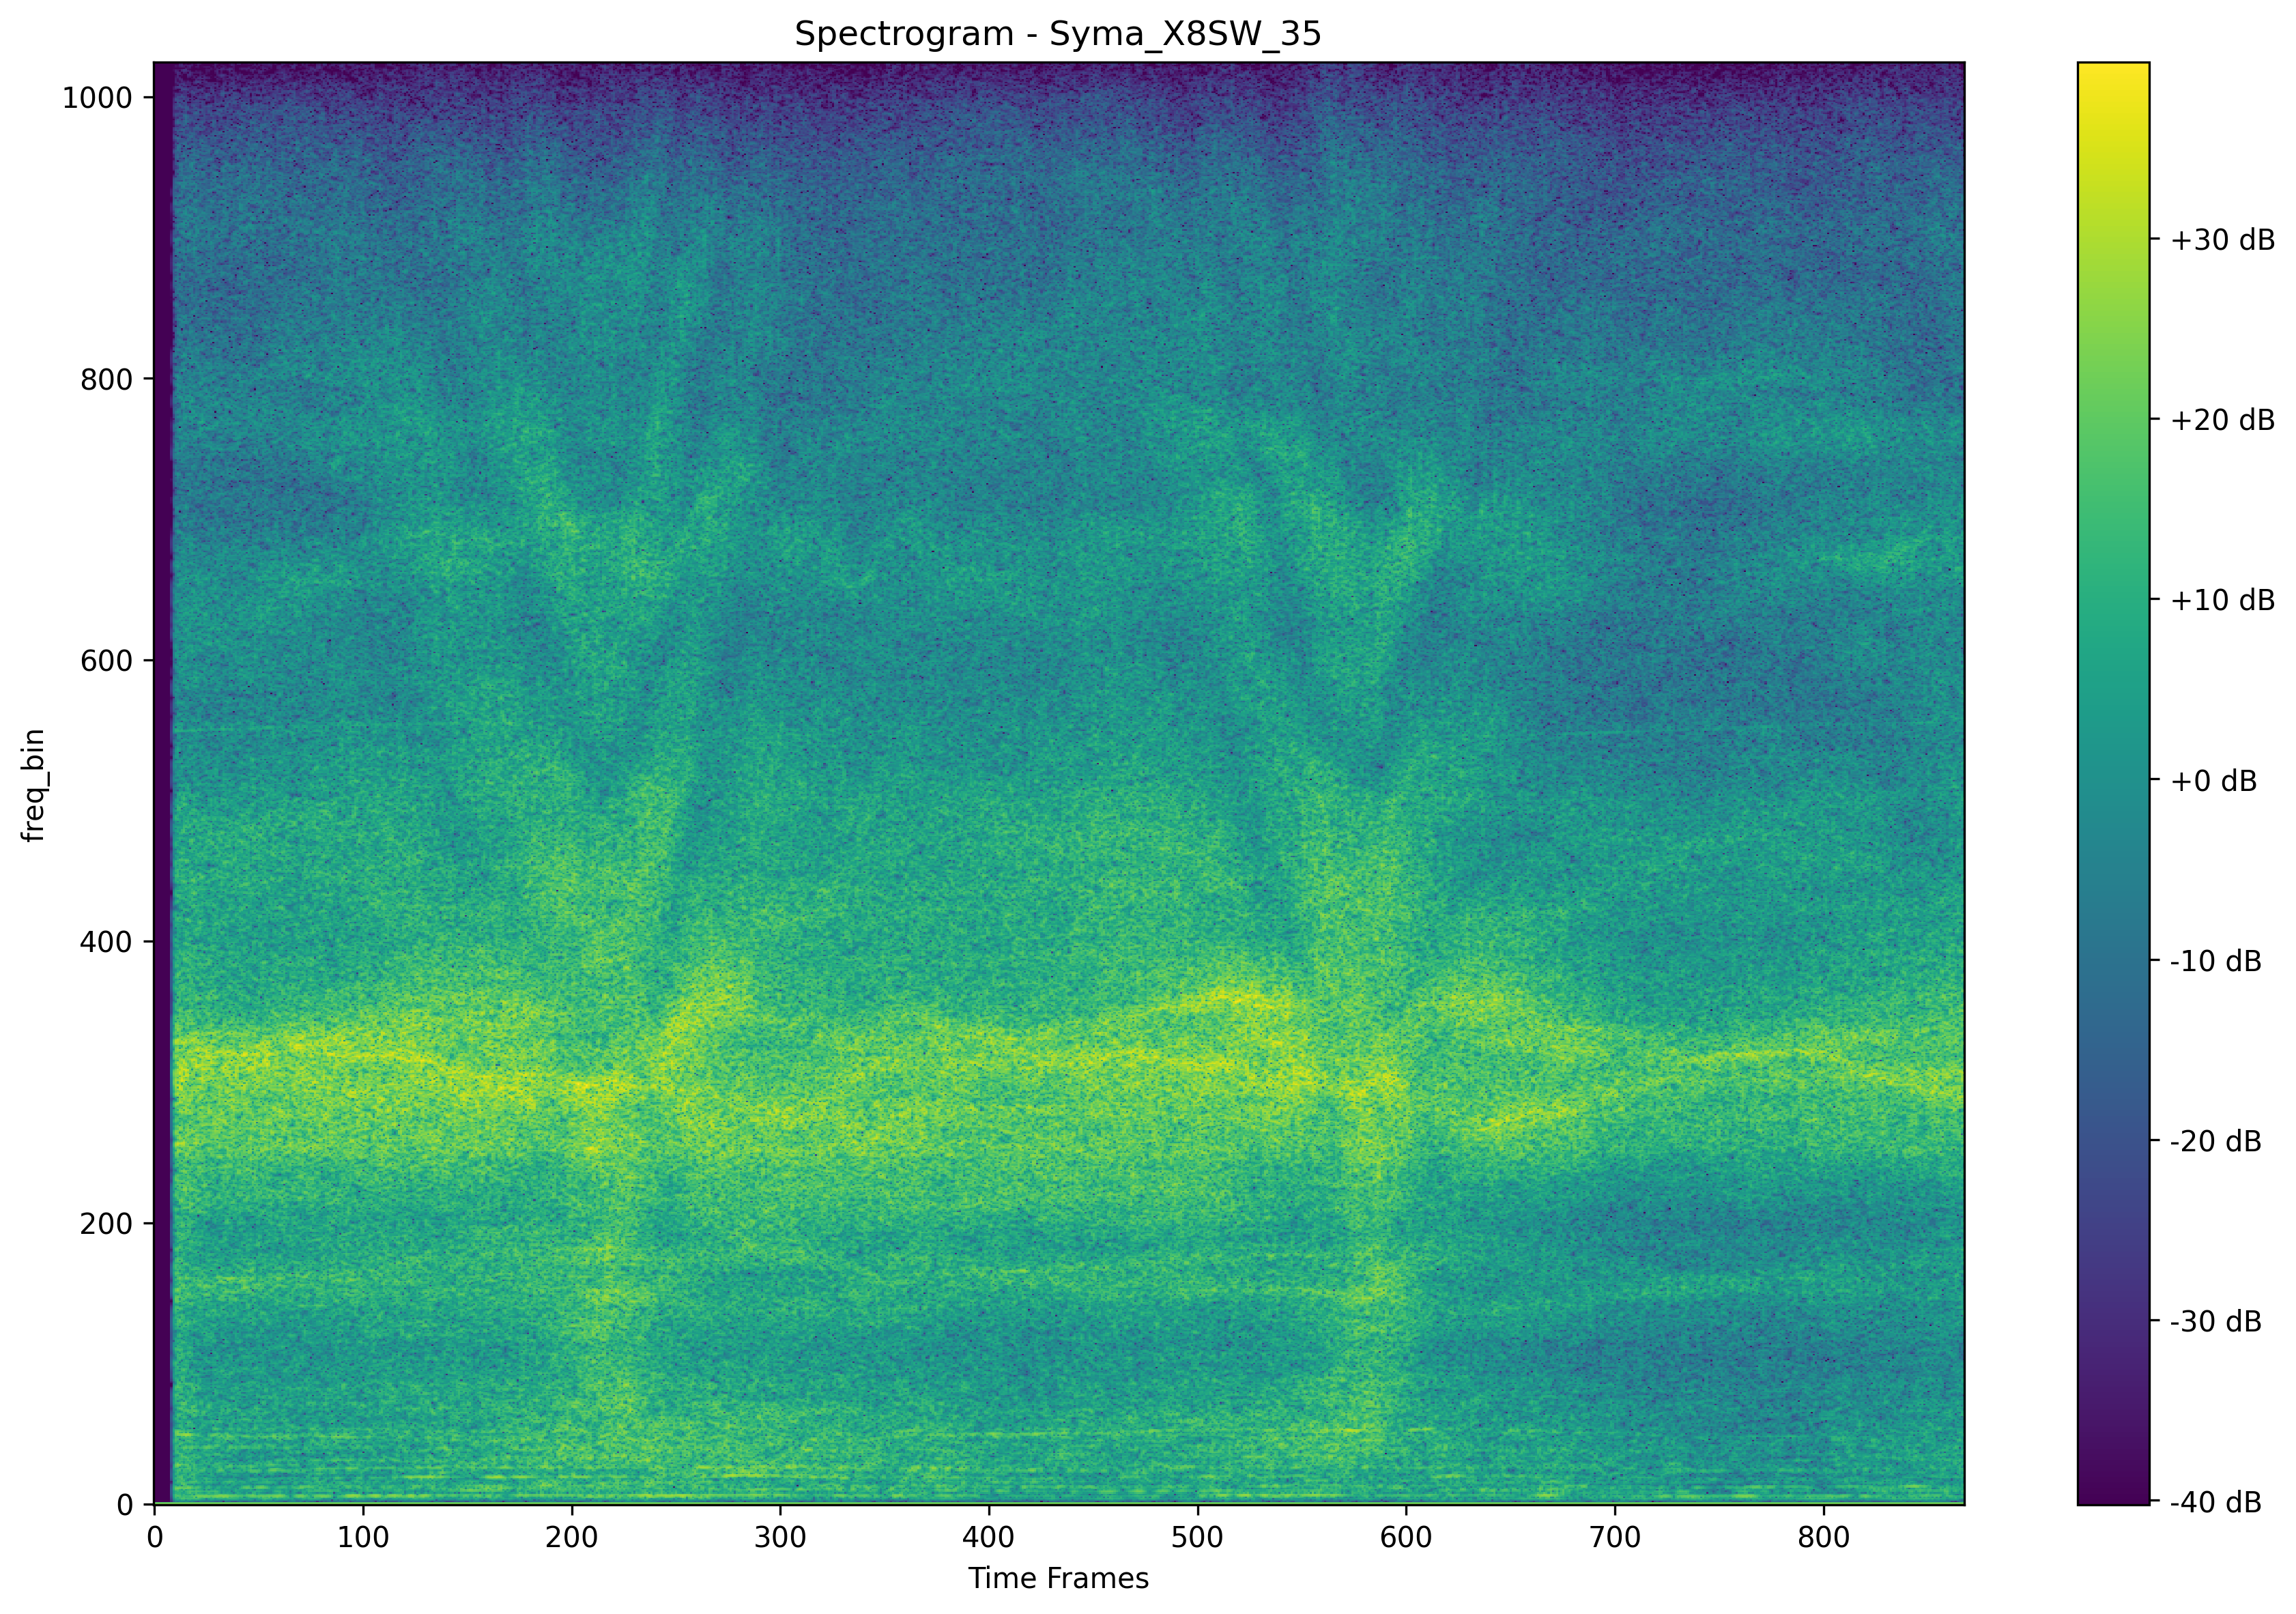 Spectrogram - Syma_X8SW_35
freq_bin
1000
800
600
400
200
0
0 100 200 300 400 500 600 700 800
Time Frames
+30 dB
+20 dB
+10 dB
+0 dB
-10 dB
-20 dB
-30 dB
-40 dB